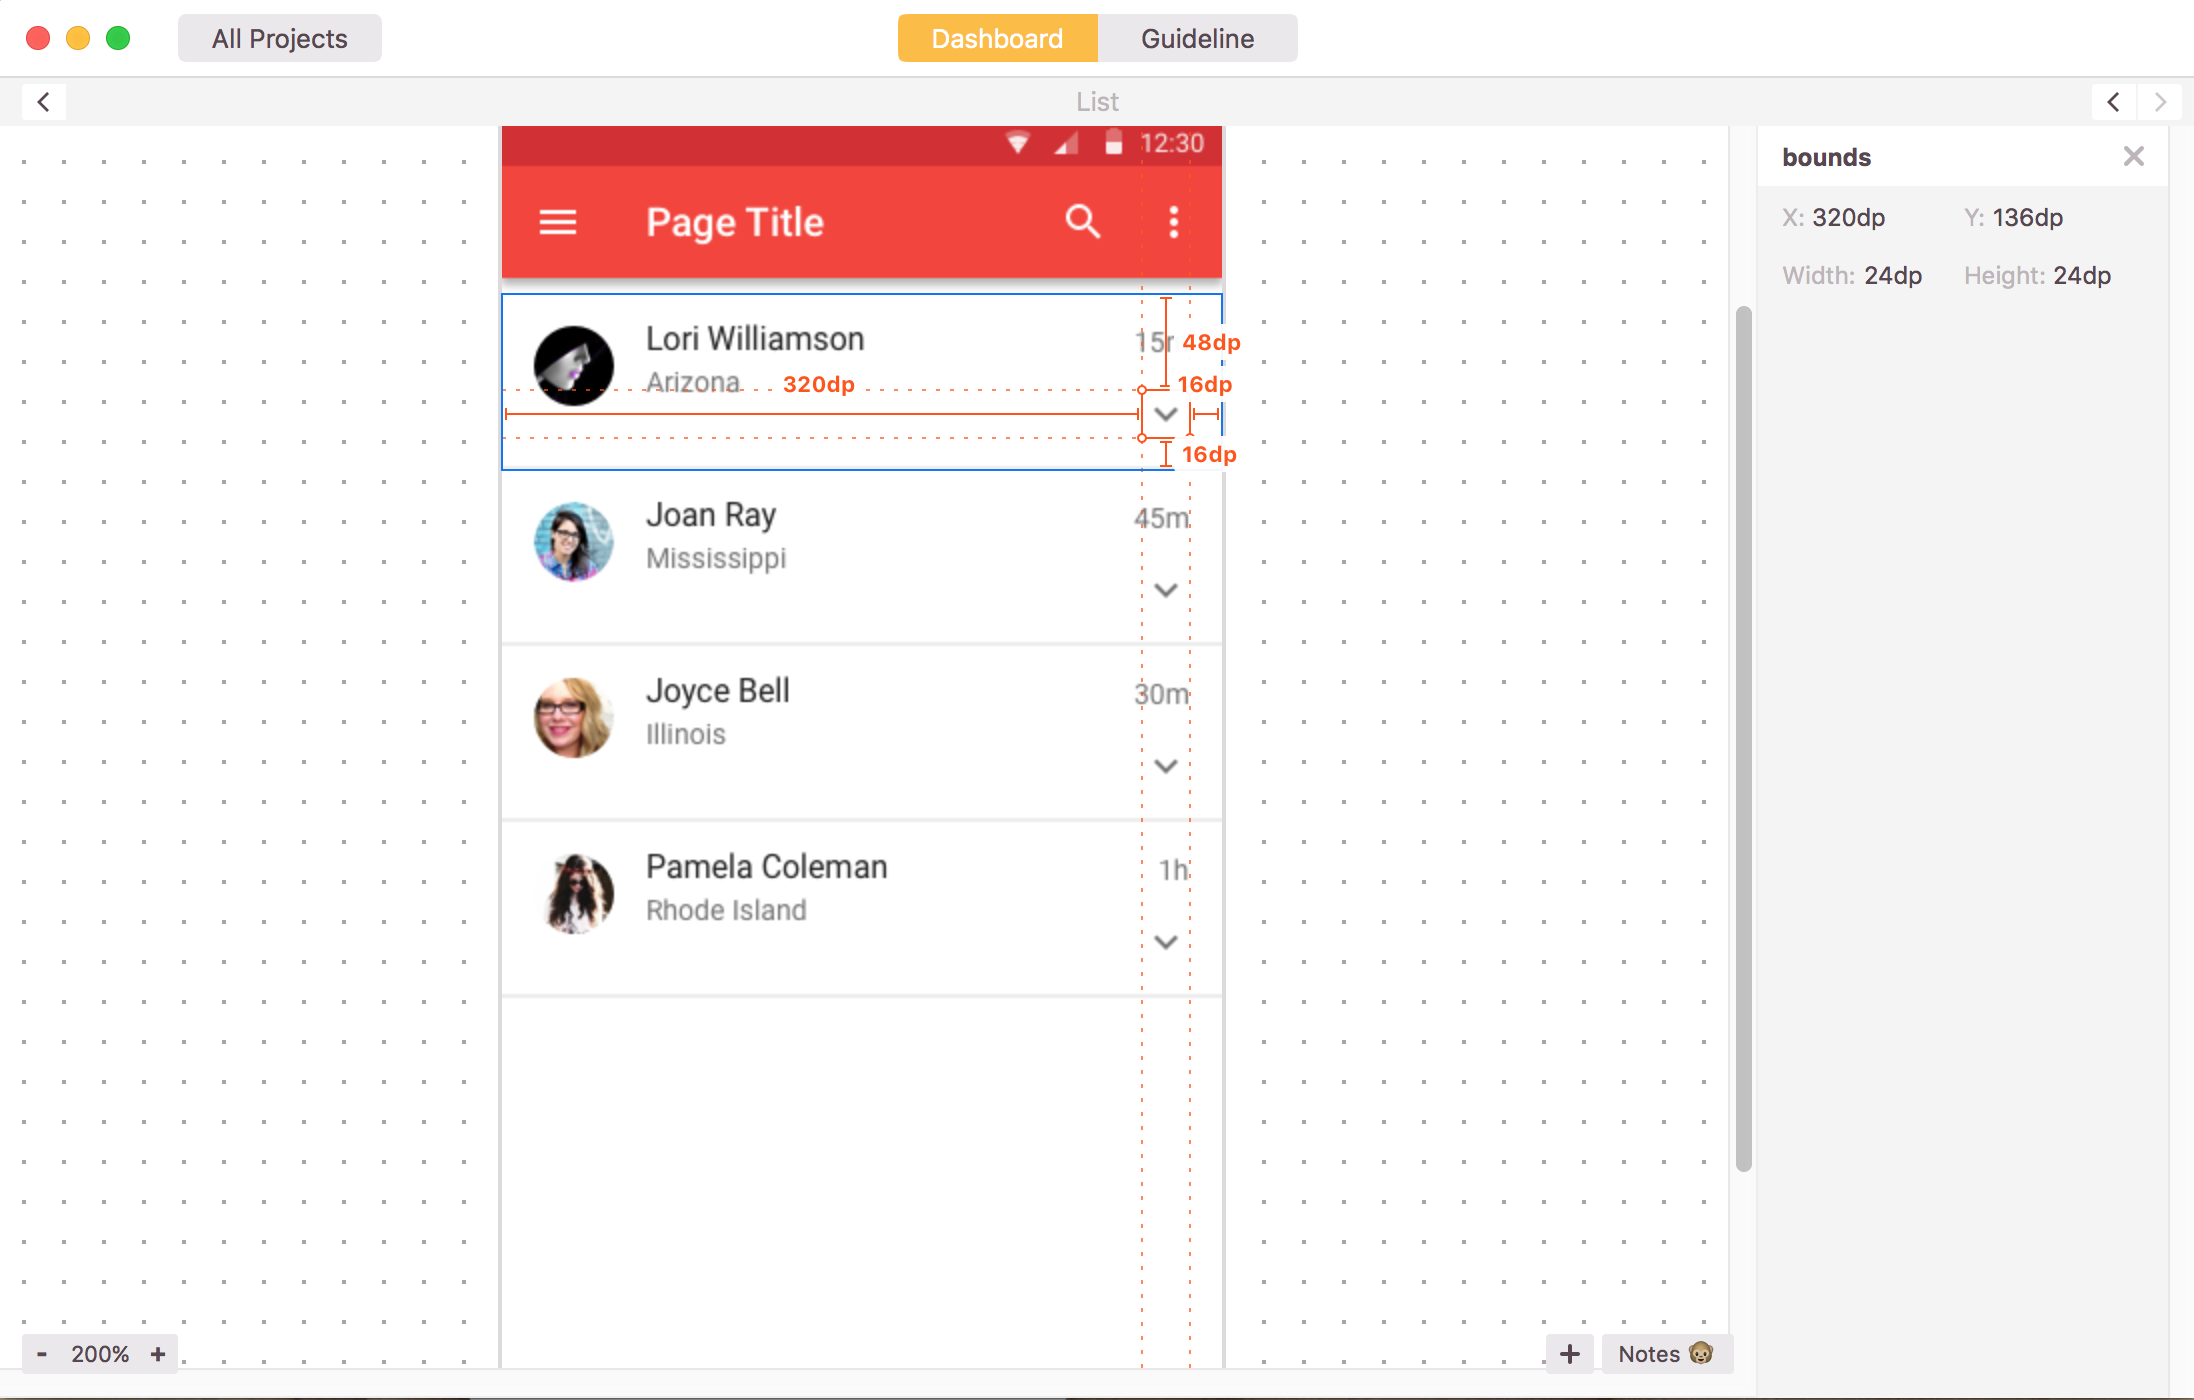 All Projects
Dashboard
Guideline
List
12:30
Page Title
Lori Williamson
Arizona
48dp
320dp
16dp
16dp
Joan Ray
45m
Mississippi
Joyce Bell
30m
Illinois
Pamela Coleman
1h
Rhode Island
bounds
X: 320dp
Y: 136dp
Width: 24dp
Height: 24dp
- 200% +
+
Notes 🐵